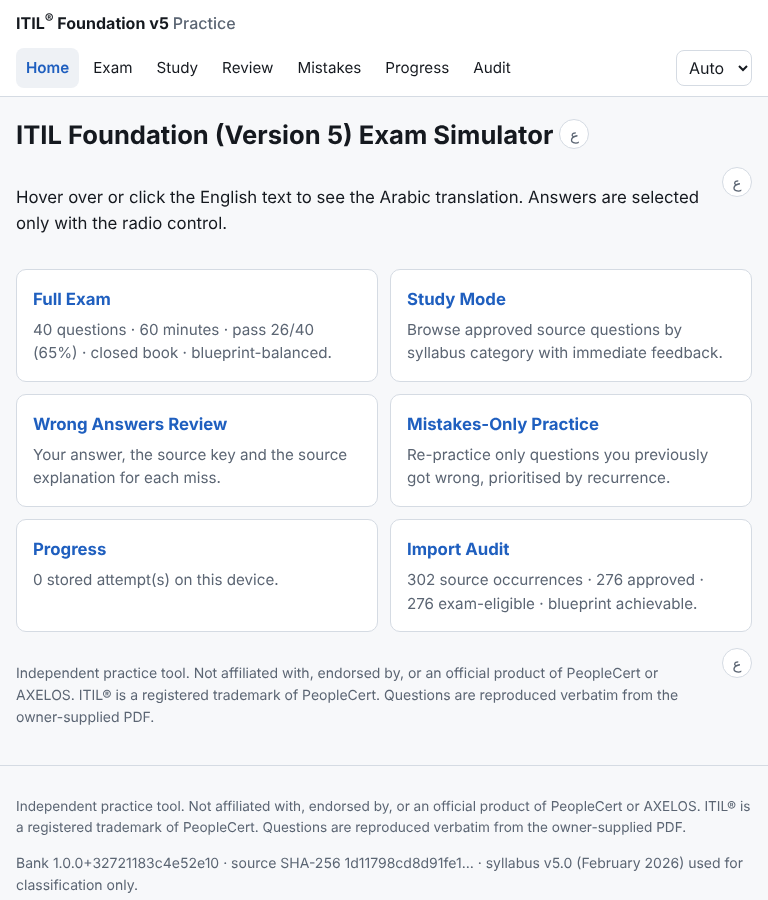 ITIL® Foundation v5 Practice
Home Exam Study Review Mistakes Progress Audit Auto
ITIL Foundation (Version 5) Exam Simulator ع
Hover over or click the English text to see the Arabic translation. Answers are selected ع
only with the radio control.
Full Exam
40 questions · 60 minutes · pass 26/40
(65%) · closed book · blueprint-balanced.
Study Mode
Browse approved source questions by
syllabus category with immediate feedback.
Wrong Answers Review
Your answer, the source key and the source
explanation for each miss.
Mistakes-Only Practice
Re-practice only questions you previously
got wrong, prioritised by recurrence.
Progress
0 stored attempt(s) on this device.
Import Audit
302 source occurrences · 276 approved ·
276 exam-eligible · blueprint achievable.
Independent practice tool. Not affiliated with, endorsed by, or an official product of PeopleCert or ع
AXELOS. ITIL® is a registered trademark of PeopleCert. Questions are reproduced verbatim from the
owner-supplied PDF.
Independent practice tool. Not affiliated with, endorsed by, or an official product of PeopleCert or AXELOS. ITIL® is
a registered trademark of PeopleCert. Questions are reproduced verbatim from the owner-supplied PDF.
Bank 1.0.0+32721183c4e52e10 · source SHA-256 1d11798cd8d91fe1... · syllabus v5.0 (February 2026) used for
classification only.